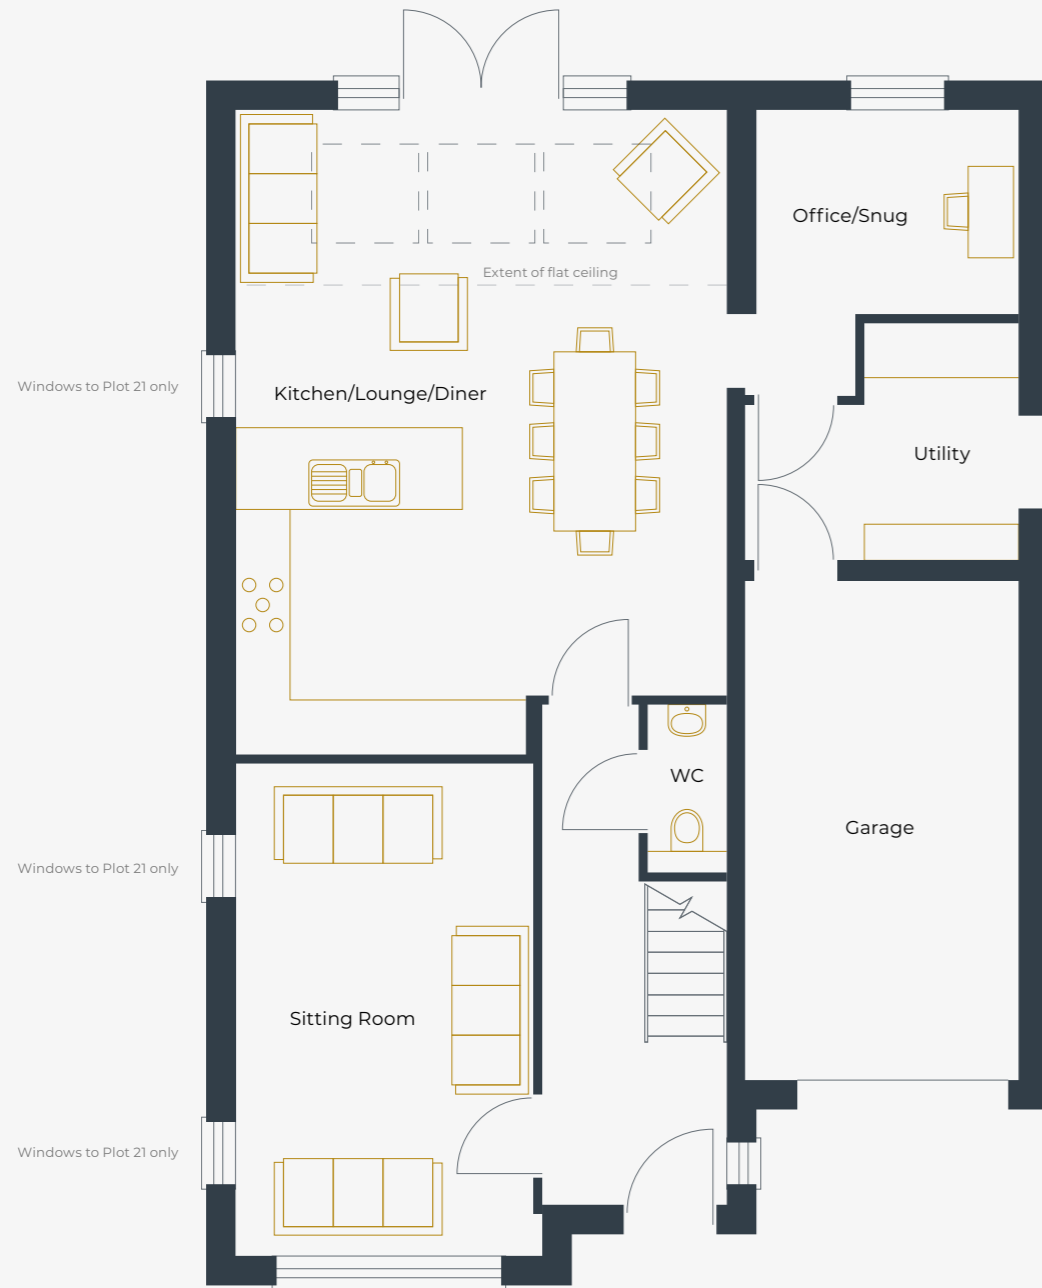 Office/Snug
Extent of flat ceiling
Windows to Plot 21 only
Kitchen/Lounge/Diner
Utility
WC
Garage
Windows to Plot 21 only
Sitting Room
Windows to Plot 21 only